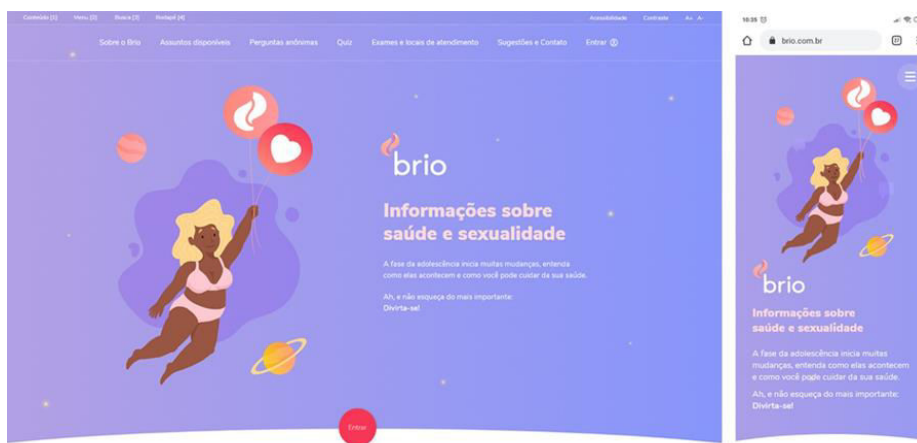 Conteúdo [1] Menu [2] Busca [3] Rodapé [4] Acessibilidade Contraste A+ A-
Sobre o Brio Assuntos disponíveis Perguntas anônimas Quiz Exames e locais de atendimento Sugestões e Contato Entrar
brio
Informações sobre
saúde e sexualidade
A fase da adolescência inicia muitas mudanças, entenda
como elas acontecem e como você pode cuidar da sua saúde.
Ah, e não esqueça do mais importante:
Divirta-se!
Entrar
brio.com.br
brio
Informações sobre
saúde e sexualidade
A fase da adolescência inicia muitas
mudanças, entenda como elas acontecem
e como você pode cuidar da sua saúde.
Ah, e não esqueça do mais importante:
Divirta-se!